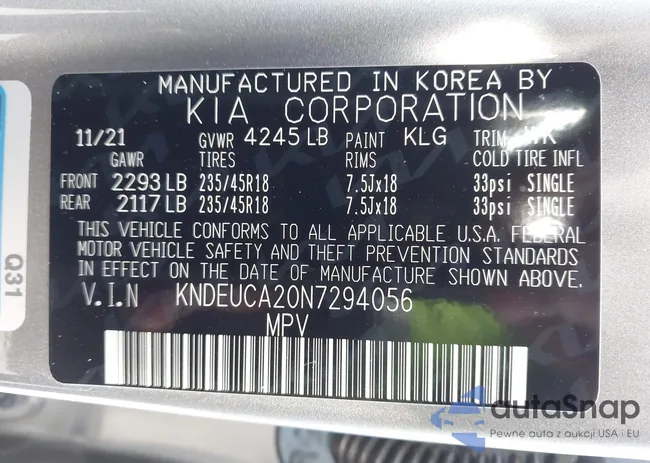 MANUFACTURED IN KOREA BY
KIA CORPORATION
11/21 GVWR 4245 LB PAINT KLG TRIM
GAWR TIRES RIMS COLD TIRE INFL
FRONT 2293 LB 235/45R18 7.5Jx18 33psi SINGLE
REAR 2117 LB 235/45R18 7.5Jx18 33psi SINGLE
THIS VEHICLE CONFORMS TO ALL APPLICABLE U.S.A. FEDERAL
MOTOR VEHICLE SAFETY AND THEFT PREVENTION STANDARDS
IN EFFECT ON THE DATE OF MANUFACTURE SHOWN ABOVE.
V.I.N KNDEUCA20N7294056
MPV
Q31
autoSnap
Pewne auta z aukcji USA i EU